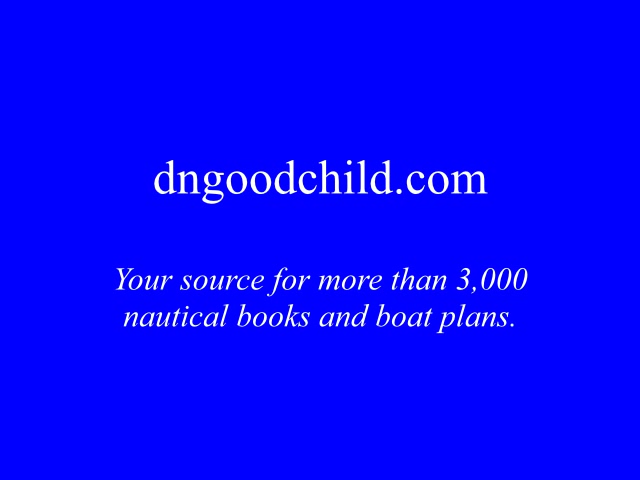 dngoodchild.com
Your source for more than 3,000
nautical books and boat plans.